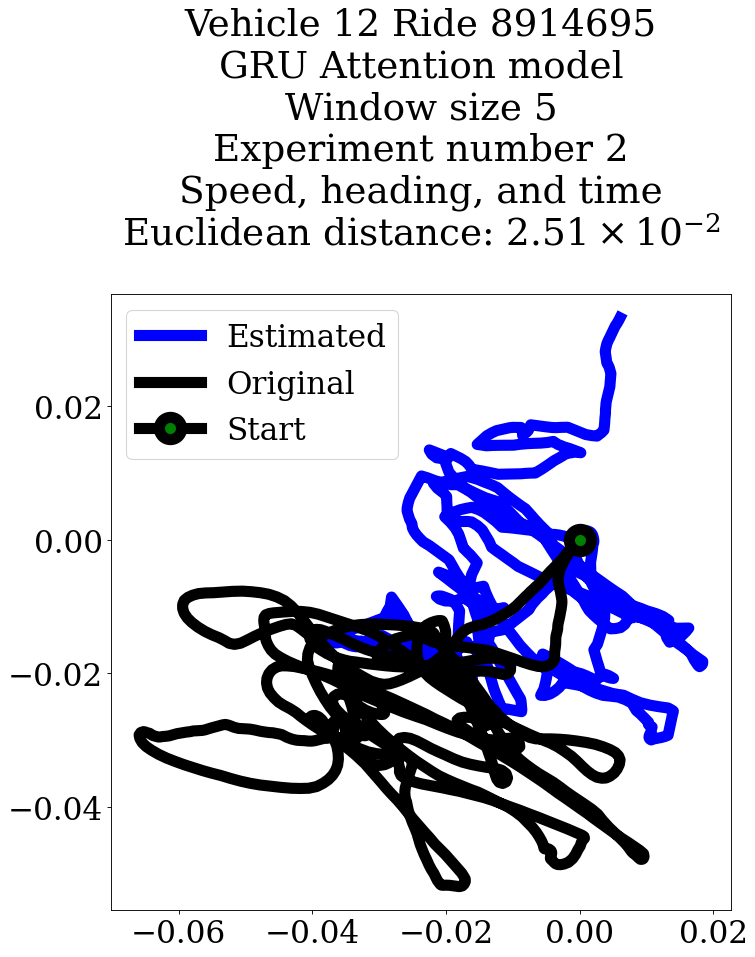 Vehicle 12 Ride 8914695
GRU Attention model
Window size 5
Experiment number 2
Speed, heading, and time
Euclidean distance: 2.51 × 10⁻²
Estimated
Original
Start
0.02
0.00
−0.02
−0.04
−0.06 −0.04 −0.02 0.00 0.02